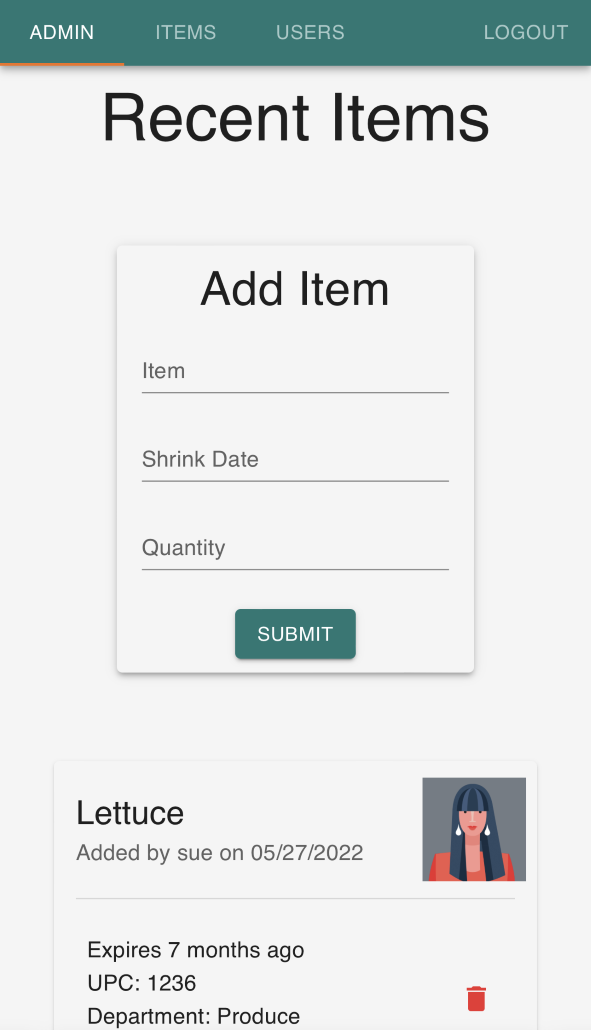 ADMIN ITEMS USERS LOGOUT
Recent Items
Add Item
Item
Shrink Date
Quantity
SUBMIT
Lettuce
Added by sue on 05/27/2022
Expires 7 months ago
UPC: 1236
Department: Produce